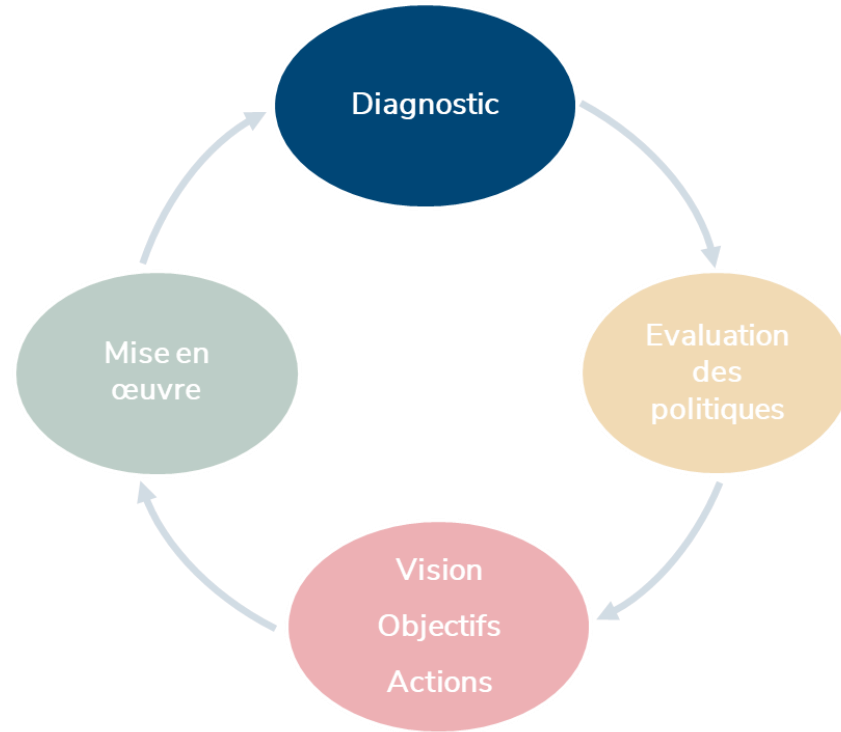 Diagnostic
Evaluation
des
politiques
Vision
Objectifs
Actions
Mise en
œuvre